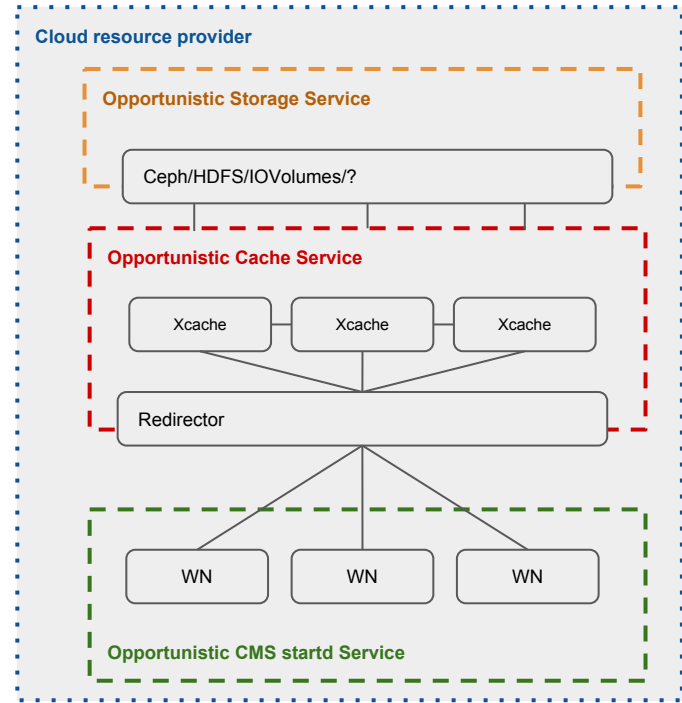 Cloud resource provider
Opportunistic Storage Service
Ceph/HDFS/IOVolumes/?
Opportunistic Cache Service
Xcache
Xcache
Xcache
Redirector
WN
WN
WN
Opportunistic CMS startd Service